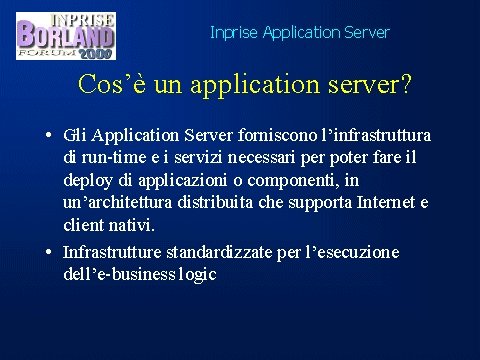 INPRISE
BORLAND
FORUM 2000
Inprise Application Server
Cos’è un application server?
• Gli Application Server forniscono l’infrastruttura
di run-time e i servizi necessari per poter fare il
deploy di applicazioni o componenti, in
un’architettura distribuita che supporta Internet e
client nativi.
• Infrastrutture standardizzate per l’esecuzione
dell’e-business logic